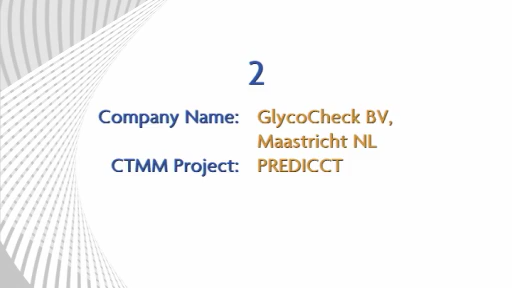 2
Company Name: GlycoCheck BV,
Maastricht NL
CTMM Project: PREDICCT